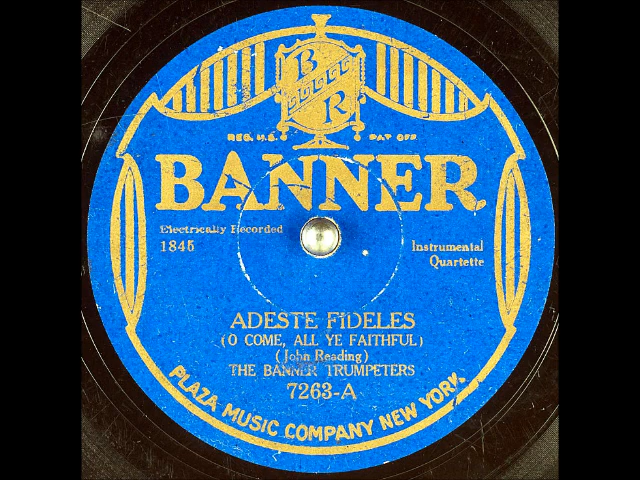 B
R
REG. U.S. PAT OFF.
BANNER
Electrically Recorded
1845
Instrumental
Quartette
ADESTE FIDELES
(O COME, ALL YE FAITHFUL)
(John Reading)
THE BANNER TRUMPETERS
7263-A
PLAZA MUSIC COMPANY NEW YORK.